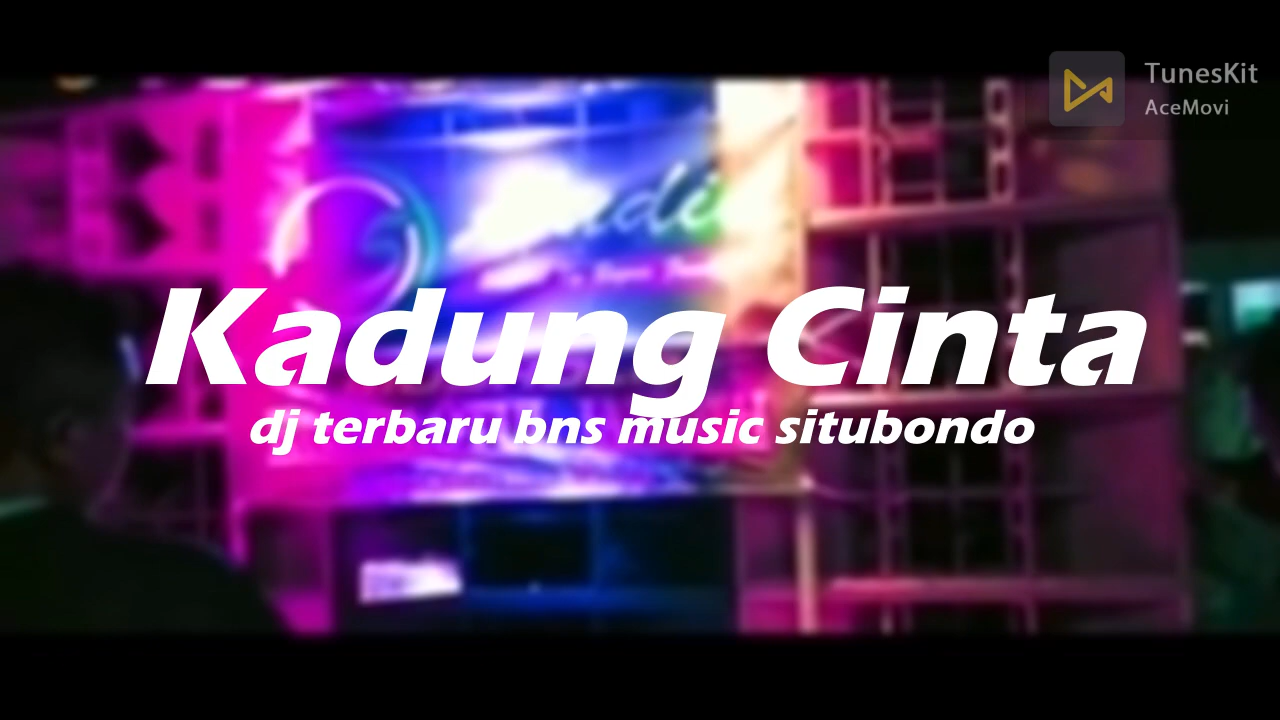 TunesKit
AceMovi
Kadung Cinta
dj terbaru bns music situbondo